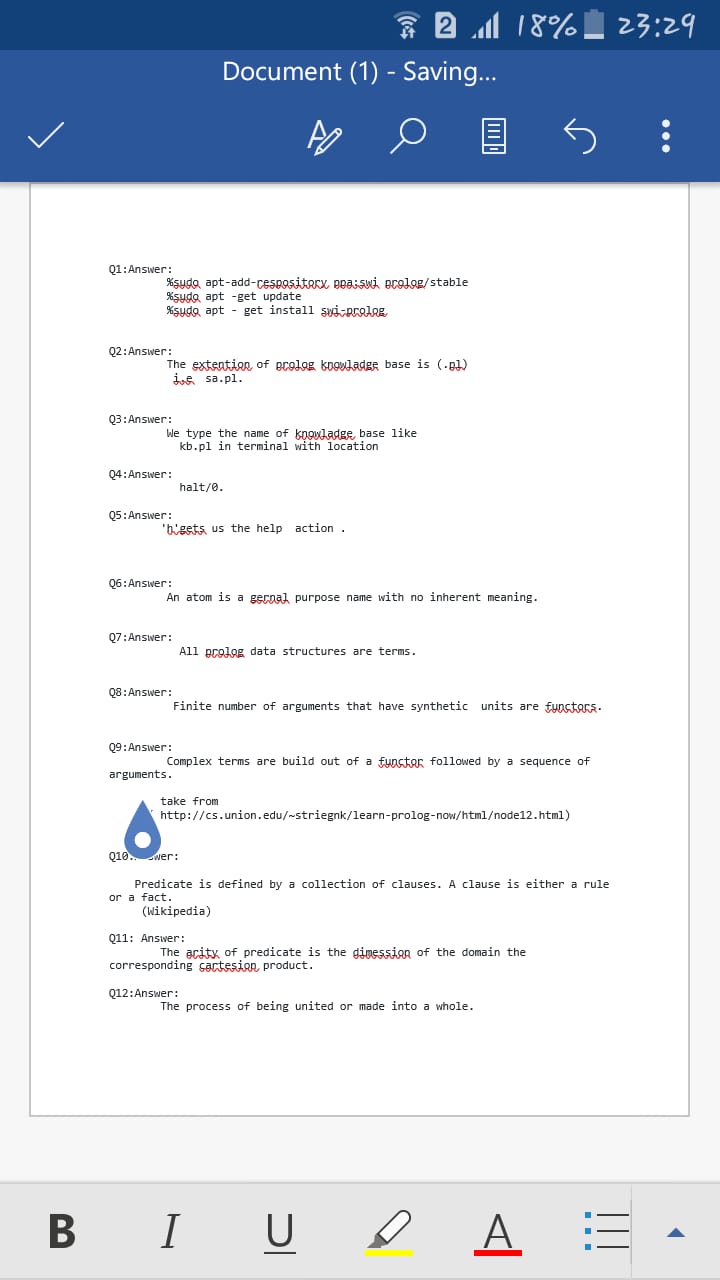 2 18% 23:29
Document (1) - Saving...
Q1:Answer:
%sudo apt-add-respository ppa:swi prolog/stable
%sudo apt -get update
%sudo apt - get install swi-prolog
Q2:Answer:
The extention of prolog knowladge base is (.pl)
i.e sa.pl.
Q3:Answer:
We type the name of knowladge base like
kb.pl in terminal with location
Q4:Answer:
halt/0.
Q5:Answer:
'h'gets us the help action .
Q6:Answer:
An atom is a gernal purpose name with no inherent meaning.
Q7:Answer:
All prolog data structures are terms.
Q8:Answer:
Finite number of arguments that have synthetic units are functors.
Q9:Answer:
Complex terms are build out of a functor followed by a sequence of
arguments.
take from
http://cs.union.edu/~striegnk/learn-prolog-now/html/node12.html)
Q10: wer:
Predicate is defined by a collection of clauses. A clause is either a rule
or a fact.
(Wikipedia)
Q11: Answer:
The arity of predicate is the dimession of the domain the
corresponding cartesion product.
Q12:Answer:
The process of being united or made into a whole.
B I U A